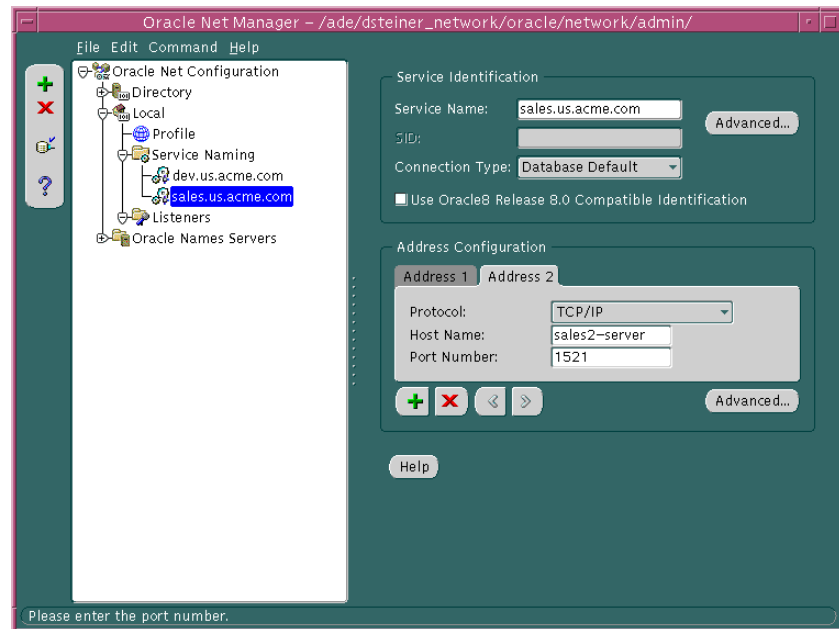 Oracle Net Manager – /ade/dsteiner_network/oracle/network/admin/
File Edit Command Help
Oracle Net Configuration
Directory
Local
Profile
Service Naming
dev.us.acme.com
sales.us.acme.com
Listeners
Oracle Names Servers
Service Identification
Service Name: sales.us.acme.com
Advanced...
SID:
Connection Type: Database Default
Use Oracle8 Release 8.0 Compatible Identification
Address Configuration
Address 1 Address 2
Protocol: TCP/IP
Host Name: sales2–server
Port Number: 1521
Advanced...
Help
Please enter the port number.